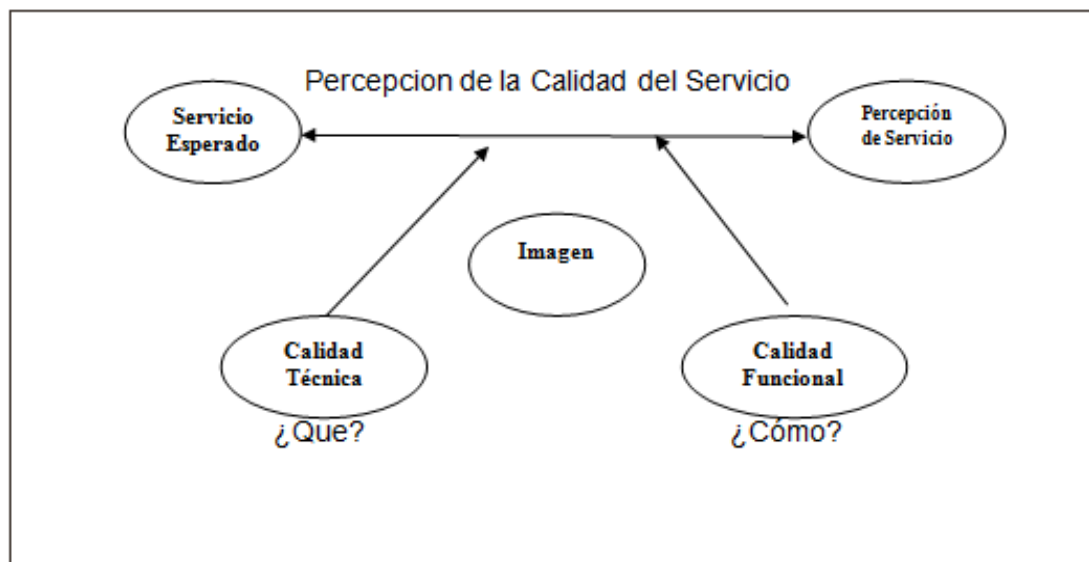 Percepcion de la Calidad del Servicio
Servicio
Esperado
Percepción
de Servicio
Imagen
Calidad
Técnica
Calidad
Funcional
¿Que?
¿Cómo?